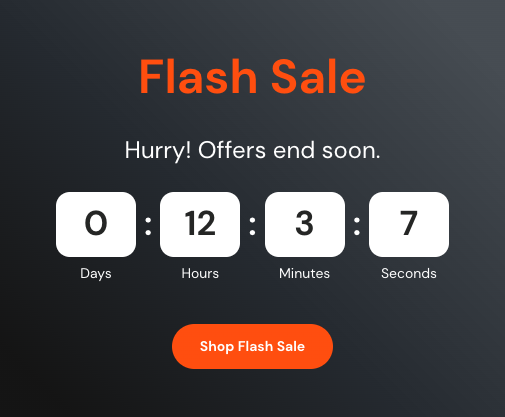 Flash Sale
Hurry! Offers end soon.
0 : 12 : 3 : 7
Days Hours Minutes Seconds
Shop Flash Sale